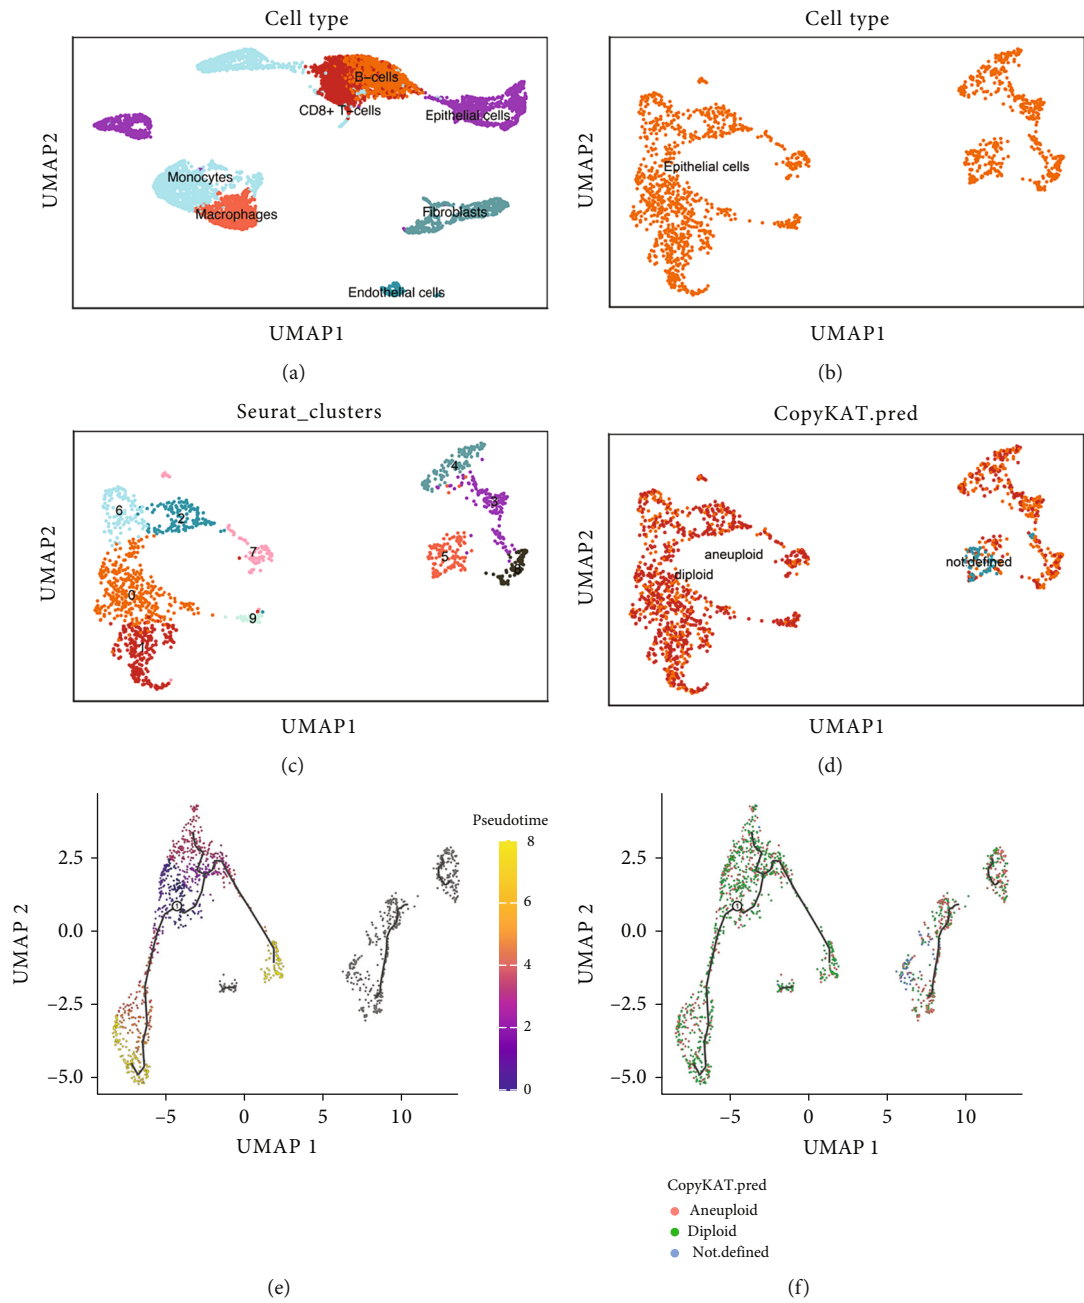 Cell type
B-cells
CD8+ T-cells
Epithelial cells
Monocytes
Macrophages
Fibroblasts
Endothelial cells
UMAP2
UMAP1
(a)
Cell type
Epithelial cells
UMAP2
UMAP1
(b)
Seurat_clusters
4
3
6
2
7
5
0
9
1
UMAP2
UMAP1
(c)
CopyKAT.pred
aneuploid
not.defined
diploid
UMAP2
UMAP1
(d)
Pseudotime
8
6
4
2
0
2.5
0.0
−2.5
−5.0
UMAP 2
1
−5
0
5
10
UMAP 1
(e)
2.5
0.0
−2.5
−5.0
UMAP 2
1
−5
0
5
10
UMAP 1
CopyKAT.pred
Aneuploid
Diploid
Not.defined
(f)